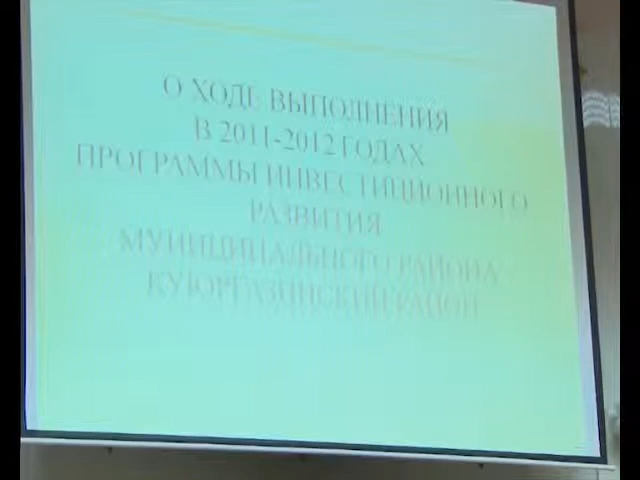 О ХОДЕ ВЫПОЛНЕНИЯ
В 2011-2012 ГОДАХ
ПРОГРАММЫ ИНВЕСТИЦИОННОГО
РАЗВИТИЯ
МУНИЦИПАЛЬНОГО РАЙОНА
КУЮРГАЗИНСКИЙ РАЙОН